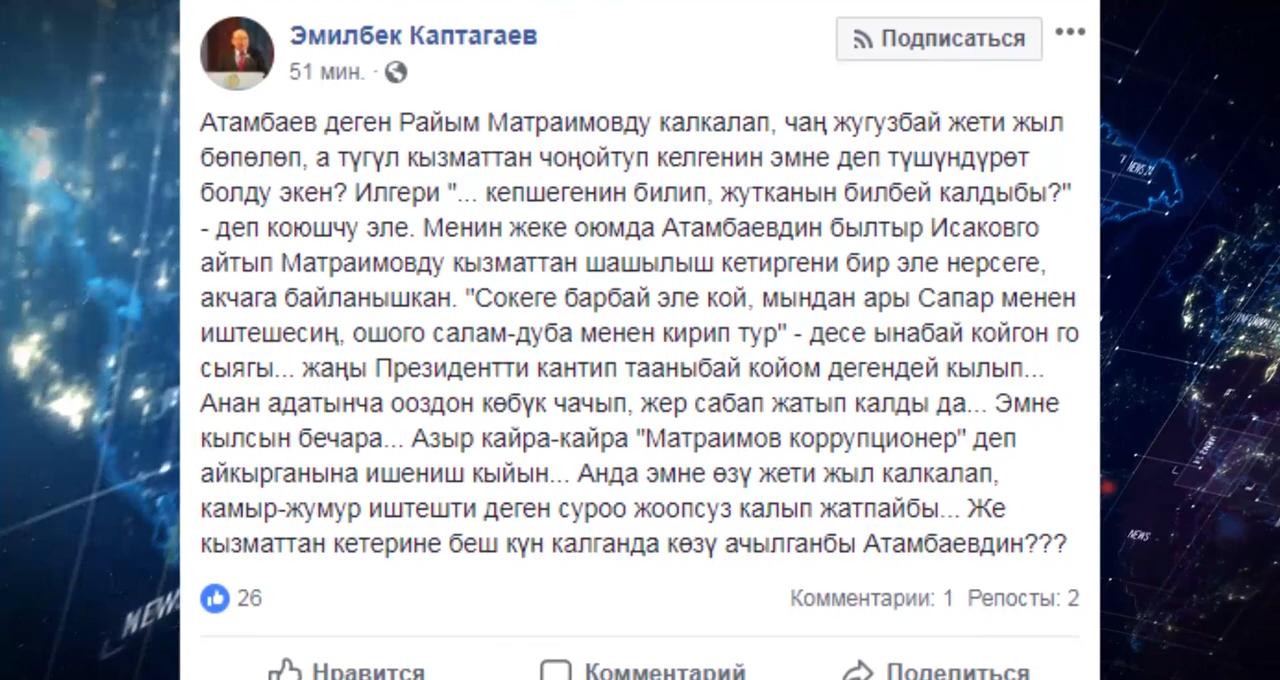 Эмилбек Каптагаев
Подписаться
51 мин.
Атамбаев деген Райым Матраимовду калкалап, чаң жугузбай жети жыл
бөпөлөп, а түгүл кызматтан чоңойтуп келгенин эмне деп түшүндүрөт
болду экен? Илгери "... кепшегенин билип, жутканын билбей калдыбы?"
- деп коюшчу эле. Менин жеке оюмда Атамбаевдин былтыр Исаковго
айтып Матраимовду кызматтан шашылыш кетиргени бир эле нерсеге,
акчага байланышкан. "Сокеге барбай эле кой, мындан ары Сапар менен
иштешесиң, ошого салам-дуба менен кирип тур" - десе ынабай койгон го
сыягы... жаңы Президентти кантип тааныбай койом дегендей кылып...
Анан адатынча ооздон көбүк чачып, жер сабап жатып калды да... Эмне
кылсын бечара... Азыр кайра-кайра "Матраимов коррупционер" деп
айкырганына ишениш кыйын... Анда эмне өзү жети жыл калкалап,
камыр-жумур иштешти деген суроо жоопсуз калып жатпайбы... Же
кызматтан кетерине беш күн калганда көзү ачылганбы Атамбаевдин???
26
Комментарии: 1 Репосты: 2
Нравится
Комментарий
Поделиться
NEWS
NEWS 24
NEWS